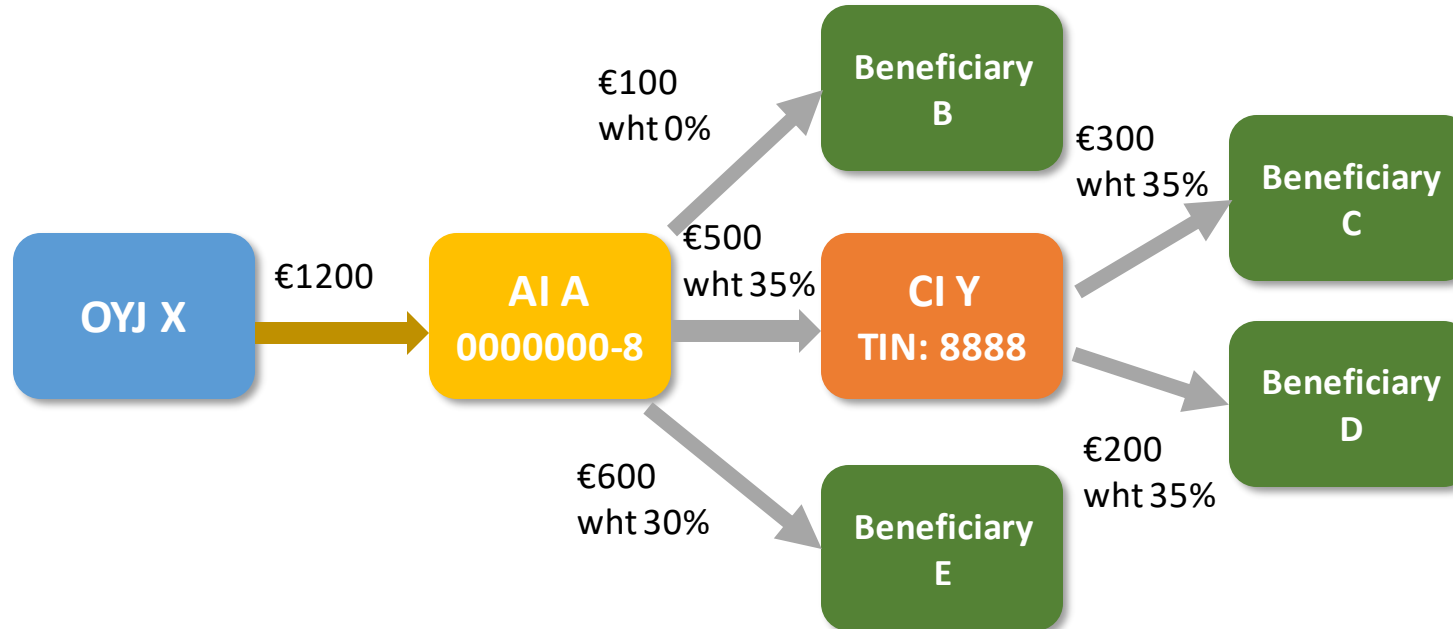 OYJ X
€1200
AI A
0000000-8
€100
wht 0%
Beneficiary
B
€500
wht 35%
CI Y
TIN: 8888
€300
wht 35%
Beneficiary
C
€200
wht 35%
Beneficiary
D
€600
wht 30%
Beneficiary
E